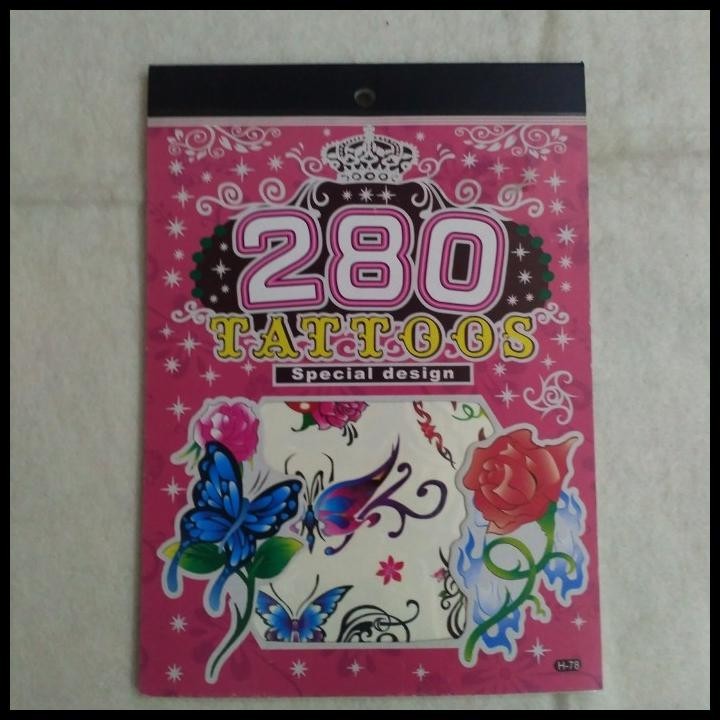 280
TATTOOS
Special design
H-78